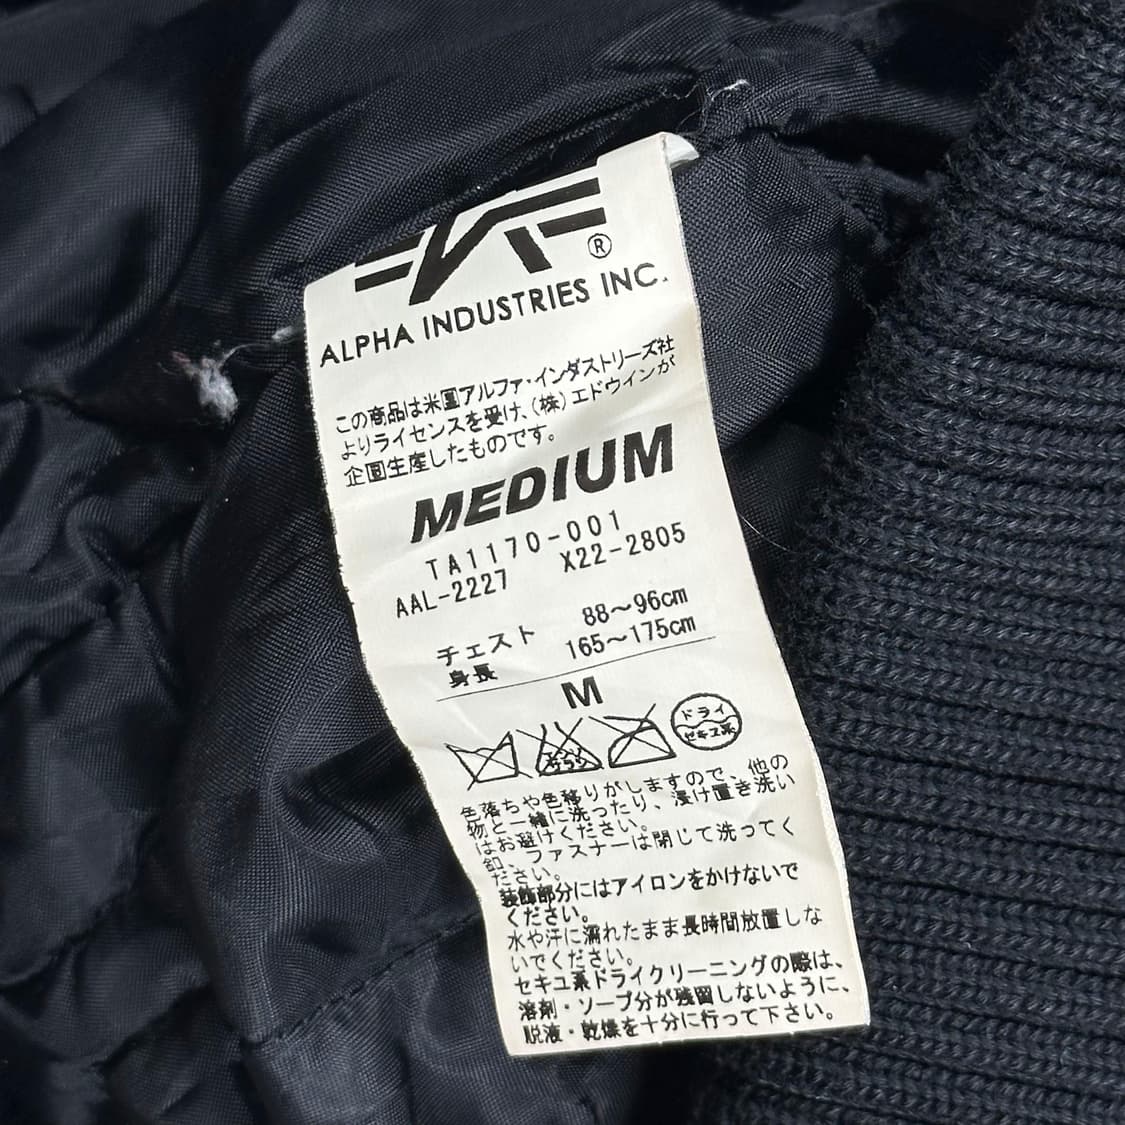 ®
ALPHA INDUSTRIES INC.
この商品は米国アルファ・インダストリーズ社
よりライセンスを受け、(株)エドウインが
企画生産したものです。
MEDIUM
TA1170-001
AAL-2227 X22-2805
チェスト 88～96cm
身長 165～175cm
M
ドライ
セキユ系
色落ちや色移りがしますので、他の
物と一緒に洗ったり、浸け置き洗い
はお避けください。
釦、ファスナーは閉じて洗ってく
ださい。
装飾部分にはアイロンをかけないで
ください。
水や汗に濡れたまま長時間放置しな
いでください。
セキユ系ドライクリーニングの際は、
溶剤・ソープ分が残留しないように、
脱液・乾燥を十分に行って下さい。